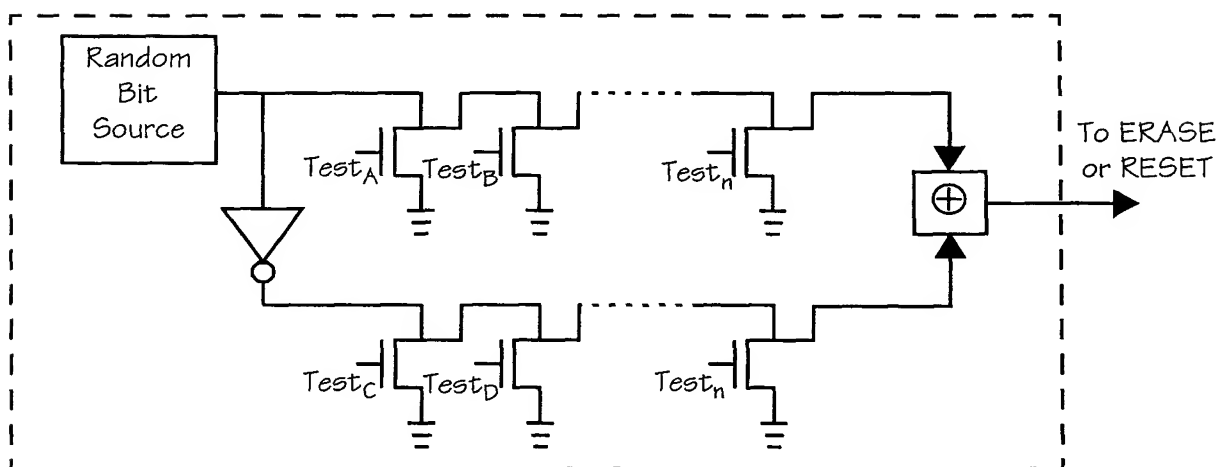 Random
Bit
Source
Test_A
Test_B
Test_n
To ERASE
or RESET
Test_C
Test_D
Test_n